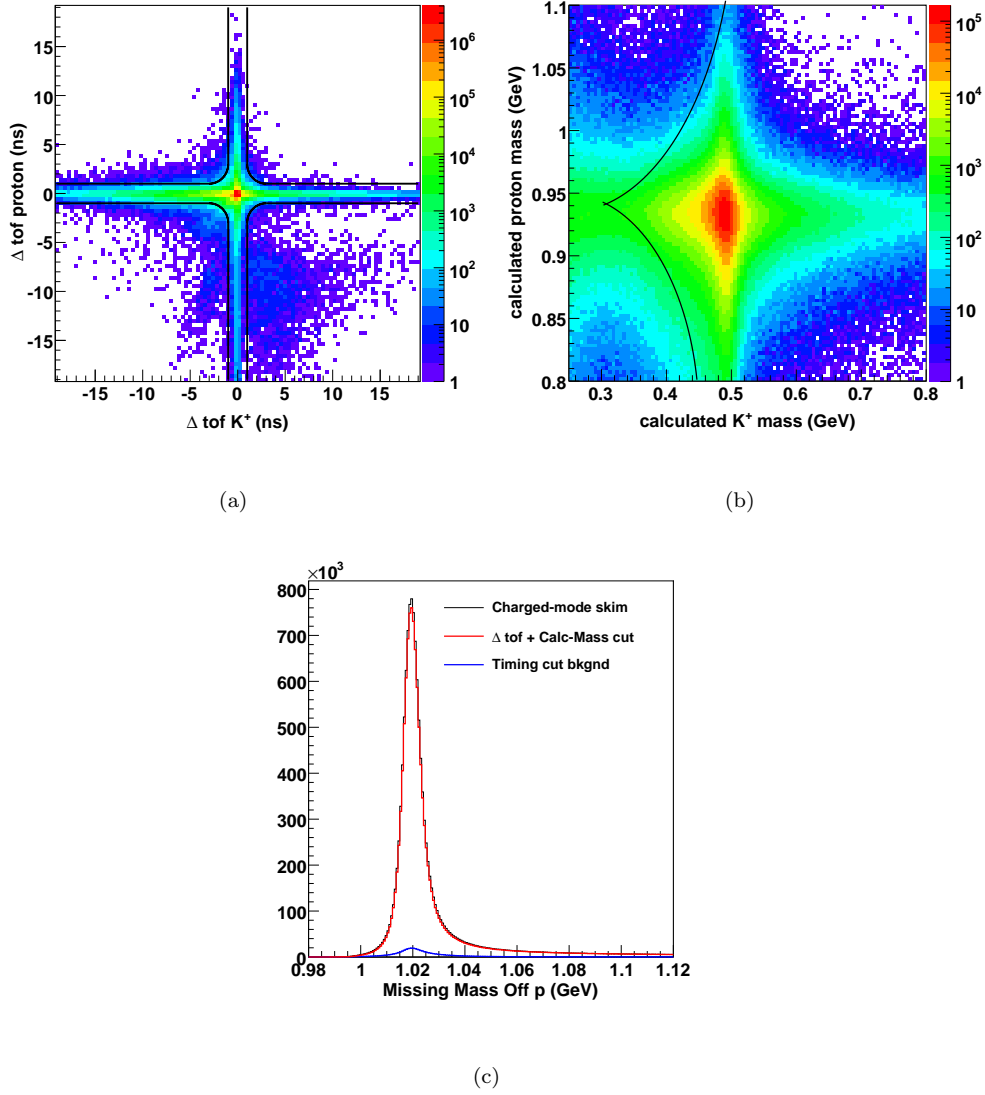 15
10
5
0
-5
-10
-15
Δ tof proton (ns)
-15 -10 -5 0 5 10 15
Δ tof K⁺ (ns)
10⁶
10⁵
10⁴
10³
10²
10
1
(a)
1.1
1.05
1
0.95
0.9
0.85
0.8
calculated proton mass (GeV)
0.3 0.4 0.5 0.6 0.7 0.8
calculated K⁺ mass (GeV)
10⁵
10⁴
10³
10²
10
1
(b)
×10³
800
700
600
500
400
300
200
100
0
Charged-mode skim
Δ tof + Calc-Mass cut
Timing cut bkgnd
0.98 1 1.02 1.04 1.06 1.08 1.1 1.12
Missing Mass Off p (GeV)
(c)